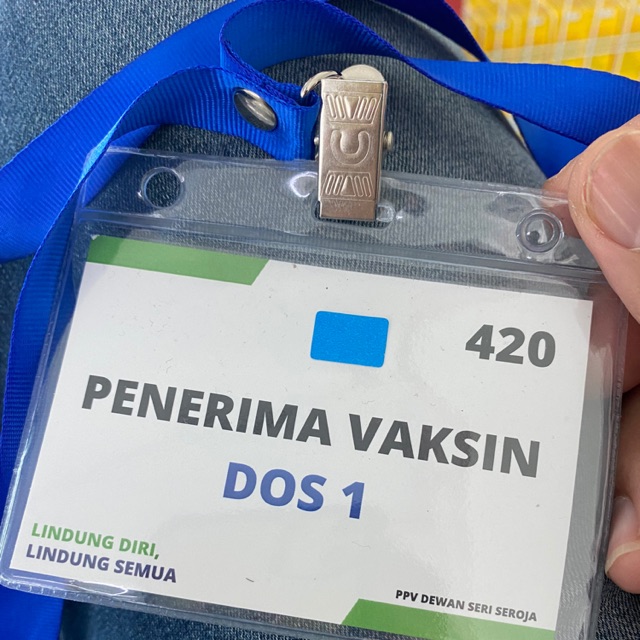 420
PENERIMA VAKSIN
DOS 1
LINDUNG DIRI,
LINDUNG SEMUA
PPV DEWAN SERI SEROJA